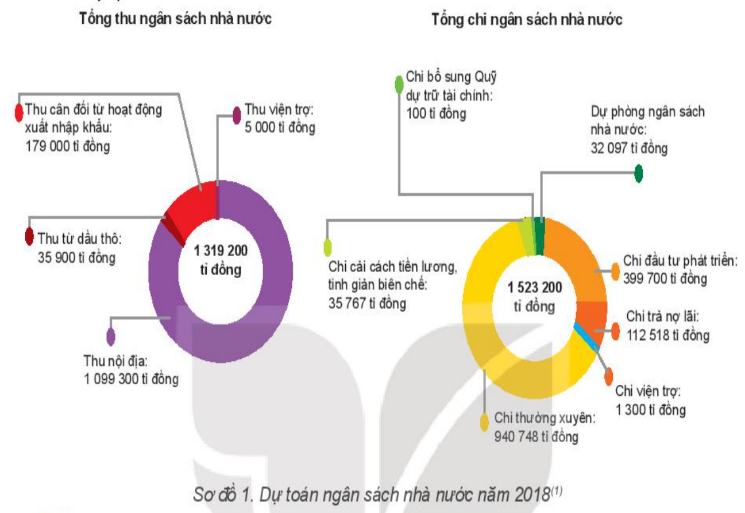 Tổng thu ngân sách nhà nước
Thu cân đối từ hoạt động
xuất nhập khẩu:
179 000 tỉ đồng
Thu viện trợ:
5 000 tỉ đồng
Thu từ dầu thô:
35 900 tỉ đồng
1 319 200
tỉ đồng
Thu nội địa:
1 099 300 tỉ đồng
Tổng chi ngân sách nhà nước
Chi bổ sung Quỹ
dự trữ tài chính:
100 tỉ đồng
Dự phòng ngân sách
nhà nước:
32 097 tỉ đồng
Chi cải cách tiền lương,
tinh giản biên chế:
35 767 tỉ đồng
1 523 200
tỉ đồng
Chi đầu tư phát triển:
399 700 tỉ đồng
Chi trả nợ lãi:
112 518 tỉ đồng
Chi viện trợ:
1 300 tỉ đồng
Chi thường xuyên:
940 748 tỉ đồng
Sơ đồ 1. Dự toán ngân sách nhà nước năm 2018(1)